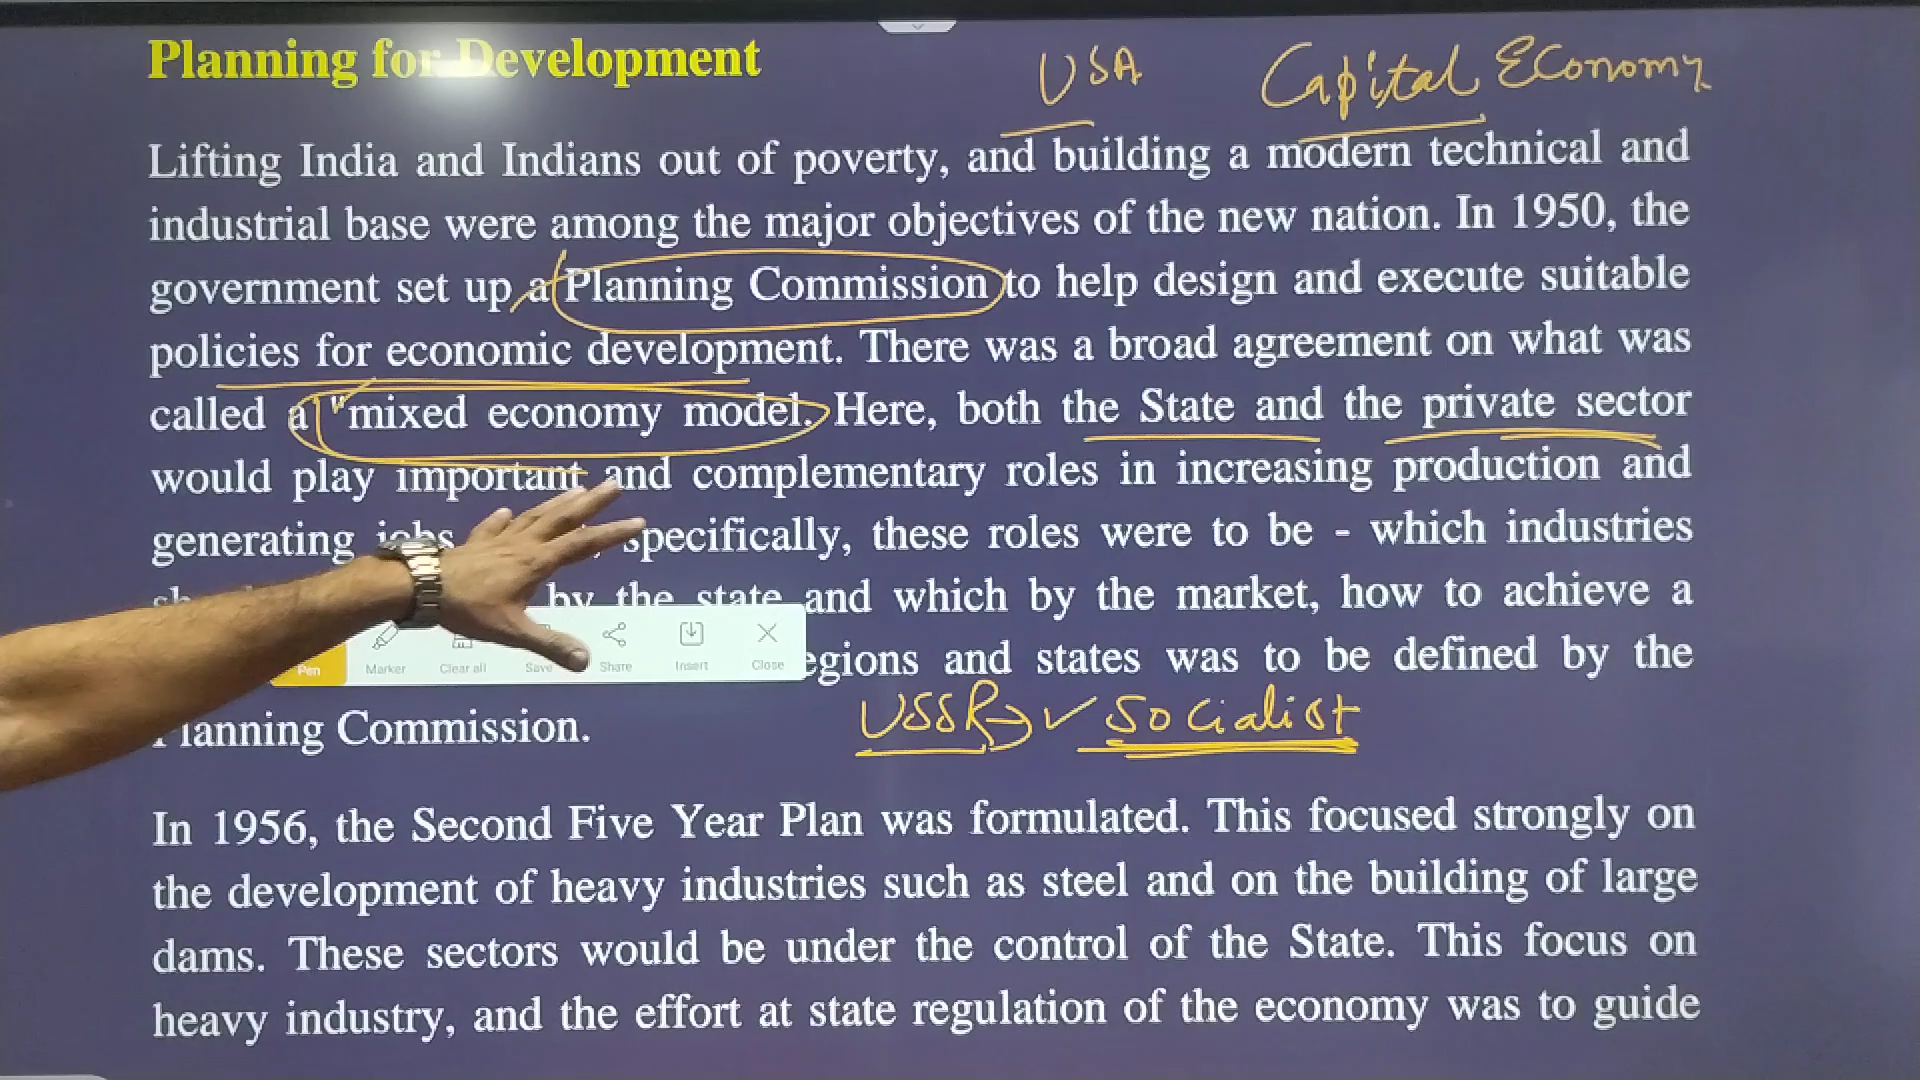 Planning for Development
USA Capital Economy
Lifting India and Indians out of poverty, and building a modern technical and
industrial base were among the major objectives of the new nation. In 1950, the
government set up a Planning Commission to help design and execute suitable
policies for economic development. There was a broad agreement on what was
called a "mixed economy model. Here, both the State and the private sector
would play important and complementary roles in increasing production and
generating jobs specifically, these roles were to be - which industries
by the state and which by the market, how to achieve a
Pen Marker Clear all Save Share Insert Close
egions and states was to be defined by the
Planning Commission.
USSR ✓ Socialist
In 1956, the Second Five Year Plan was formulated. This focused strongly on
the development of heavy industries such as steel and on the building of large
dams. These sectors would be under the control of the State. This focus on
heavy industry, and the effort at state regulation of the economy was to guide